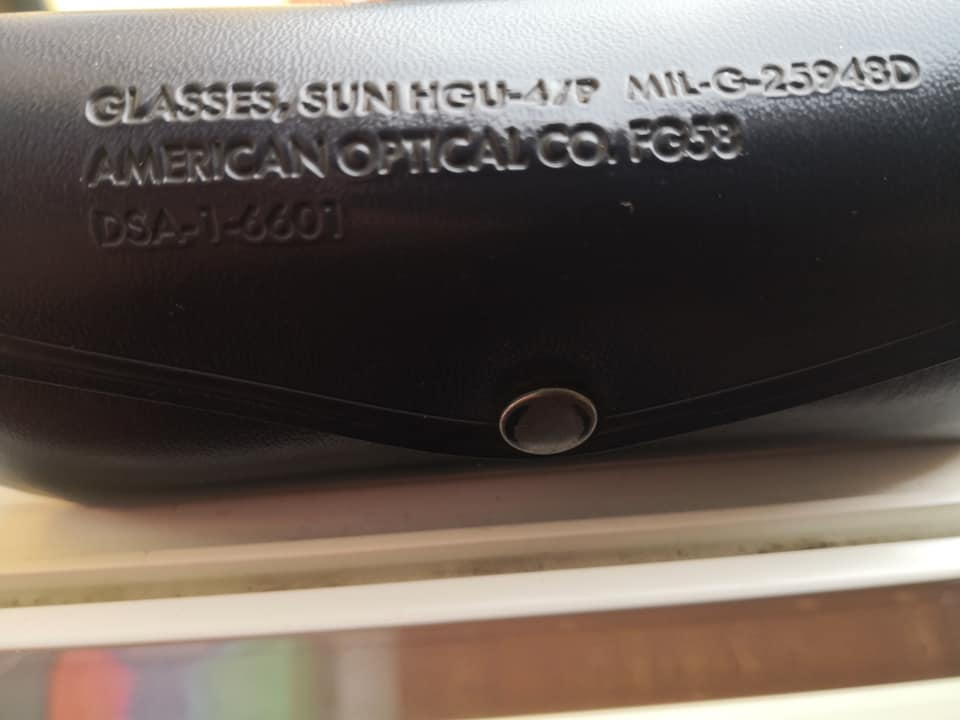 GLASSES, SUN HGU-4/P MIL-G-25948D
AMERICAN OPTICAL CO. FG58
DSA-1-6601